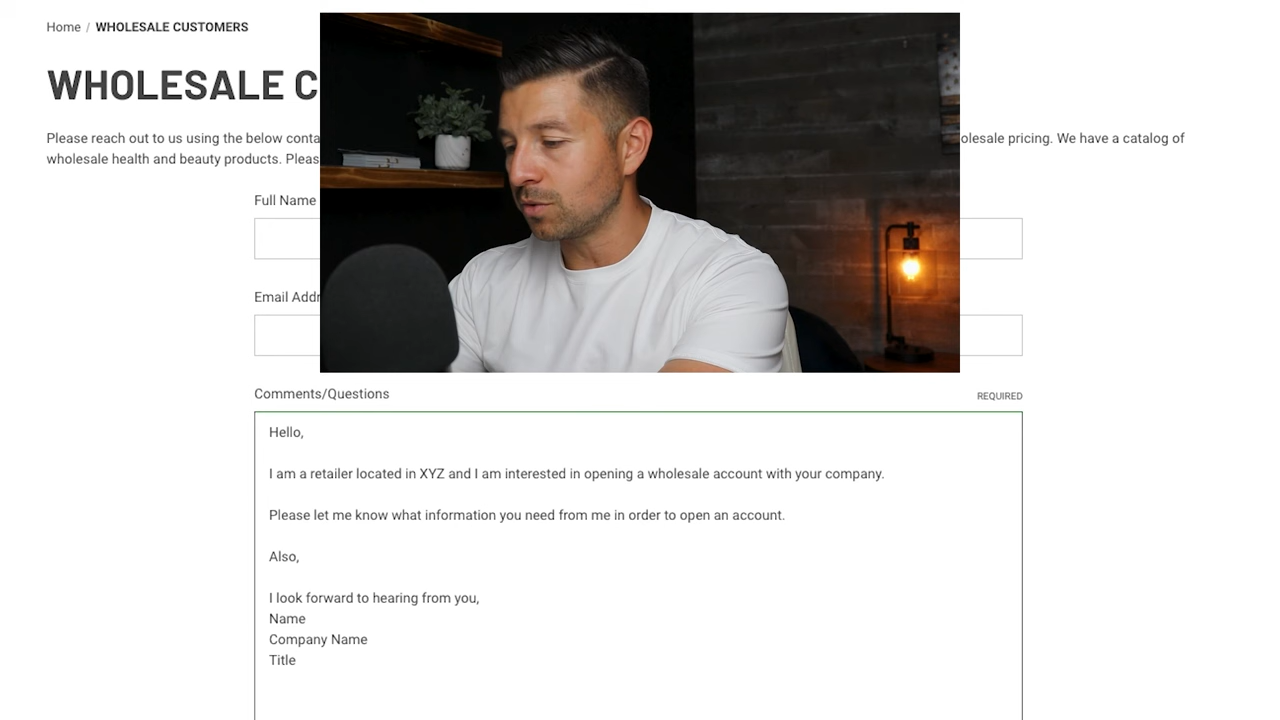 Home / WHOLESALE CUSTOMERS
WHOLESALE C
Please reach out to us using the below conta
olesale pricing. We have a catalog of
wholesale health and beauty products. Pleas
Full Name
Email Addr
Comments/Questions
REQUIRED
Hello,
I am a retailer located in XYZ and I am interested in opening a wholesale account with your company.
Please let me know what information you need from me in order to open an account.
Also,
I look forward to hearing from you,
Name
Company Name
Title